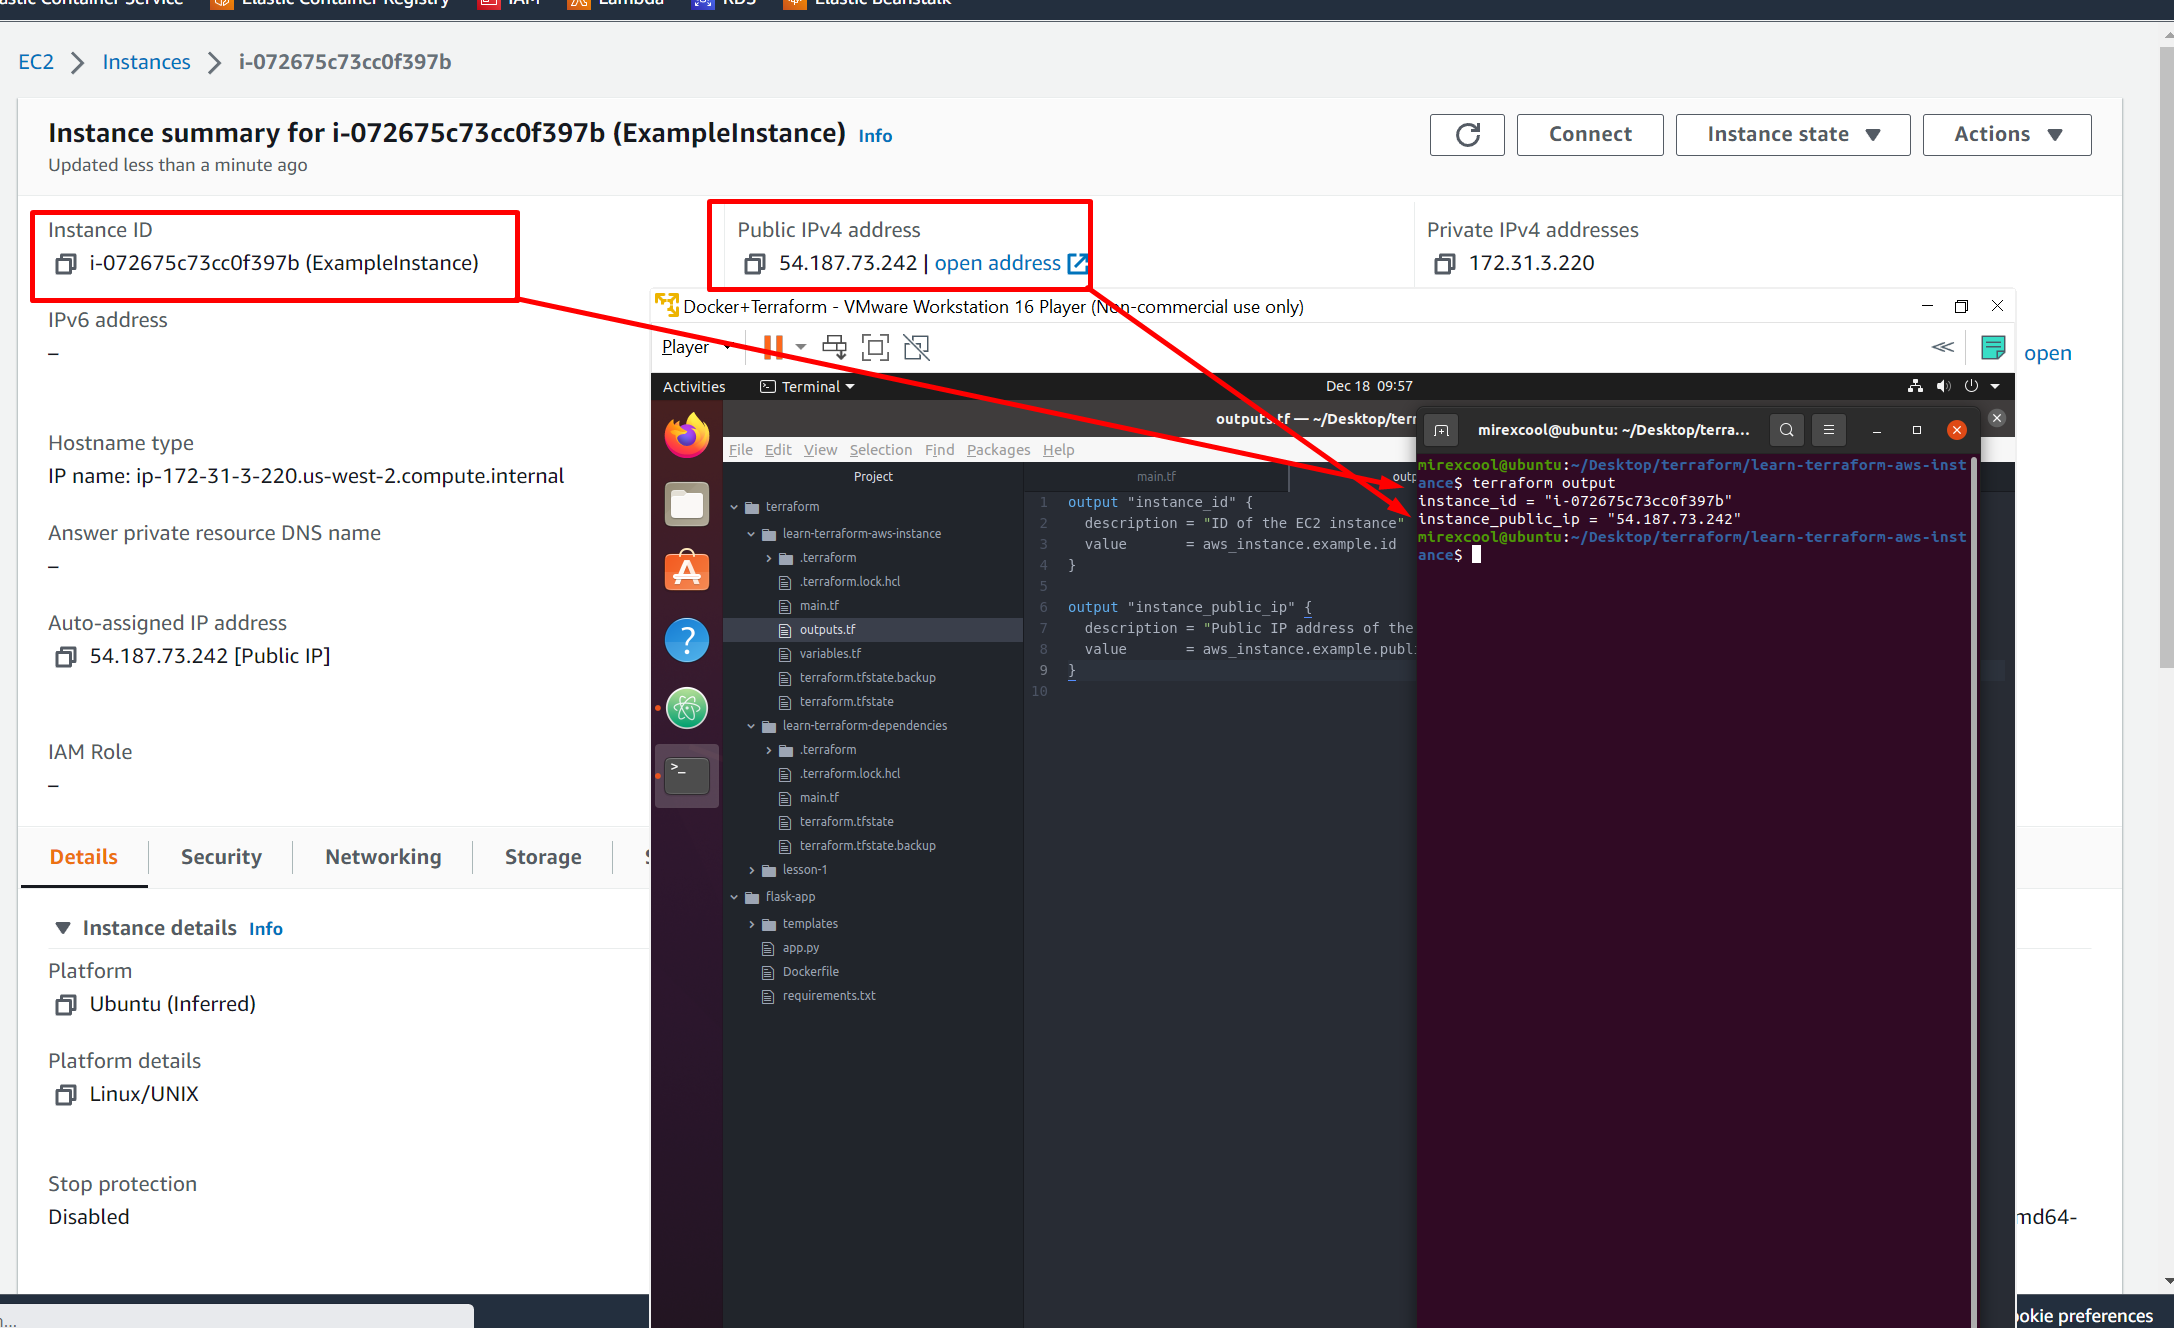 Elastic Container Registry
IAM
Lambda
RDS
Elastic Beanstalk
EC2
Instances
i-072675c73cc0f397b
Instance summary for i-072675c73cc0f397b (ExampleInstance) Info
Updated less than a minute ago
Connect
Instance state
Actions
Instance ID
i-072675c73cc0f397b (ExampleInstance)
Public IPv4 address
54.187.73.242 | open address
Private IPv4 addresses
172.31.3.220
IPv6 address
–
open
Hostname type
IP name: ip-172-31-3-220.us-west-2.compute.internal
Answer private resource DNS name
–
Auto-assigned IP address
54.187.73.242 [Public IP]
IAM Role
–
Details
Security
Networking
Storage
Instance details Info
Platform
Ubuntu (Inferred)
Platform details
Linux/UNIX
Stop protection
Disabled
md64-
okie preferences
Docker+Terraform - VMware Workstation 16 Player (Non-commercial use only)
Player
Activities
Terminal
Dec 18 09:57
outputs.tf — ~/Desktop/terr
File Edit View Selection Find Packages Help
Project
terraform
learn-terraform-aws-instance
.terraform
.terraform.lock.hcl
main.tf
outputs.tf
variables.tf
terraform.tfstate.backup
terraform.tfstate
learn-terraform-dependencies
.terraform
.terraform.lock.hcl
main.tf
terraform.tfstate
terraform.tfstate.backup
lesson-1
flask-app
templates
app.py
Dockerfile
requirements.txt
main.tf
outp
1 output "instance_id" {
2 description = "ID of the EC2 instance"
3 value = aws_instance.example.id
4 }
5
6 output "instance_public_ip" {
7 description = "Public IP address of the
8 value = aws_instance.example.publi
9 }
10
mirexcool@ubuntu: ~/Desktop/terra...
mirexcool@ubuntu:~/Desktop/terraform/learn-terraform-aws-inst
ance$ terraform output
instance_id = "i-072675c73cc0f397b"
instance_public_ip = "54.187.73.242"
mirexcool@ubuntu:~/Desktop/terraform/learn-terraform-aws-inst
ance$